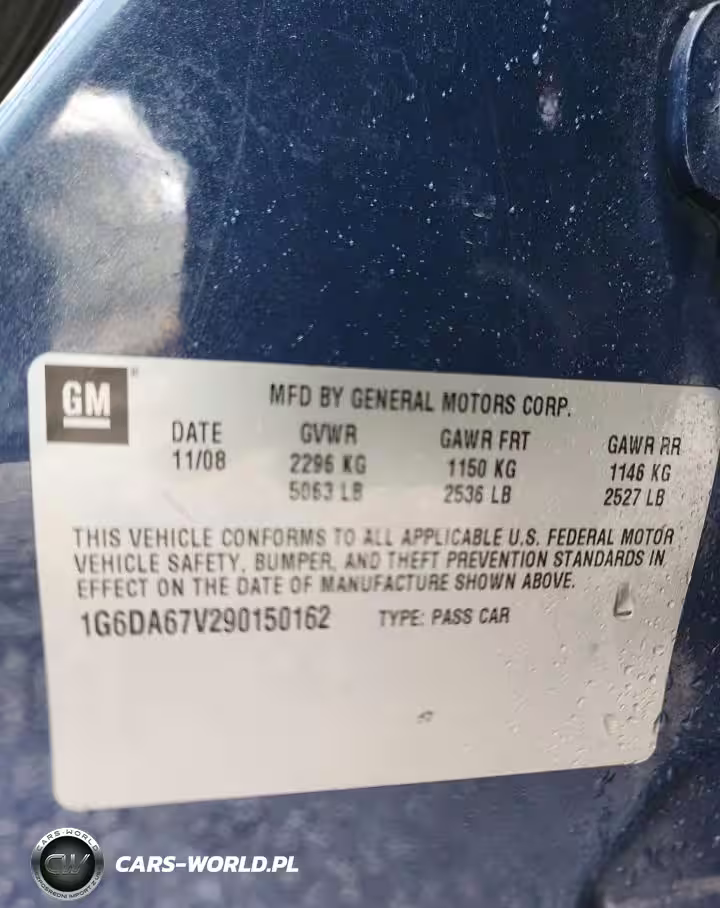 GM
MFD BY GENERAL MOTORS CORP.
DATE GVWR GAWR FRT GAWR RR
11/08 2296 KG 1150 KG 1146 KG
5063 LB 2536 LB 2527 LB
THIS VEHICLE CONFORMS TO ALL APPLICABLE U.S. FEDERAL MOTOR
VEHICLE SAFETY, BUMPER, AND THEFT PREVENTION STANDARDS IN
EFFECT ON THE DATE OF MANUFACTURE SHOWN ABOVE.
1G6DA67V290150162 TYPE: PASS CAR
CARS-WORLD
CW
CARS-WORLD.PL